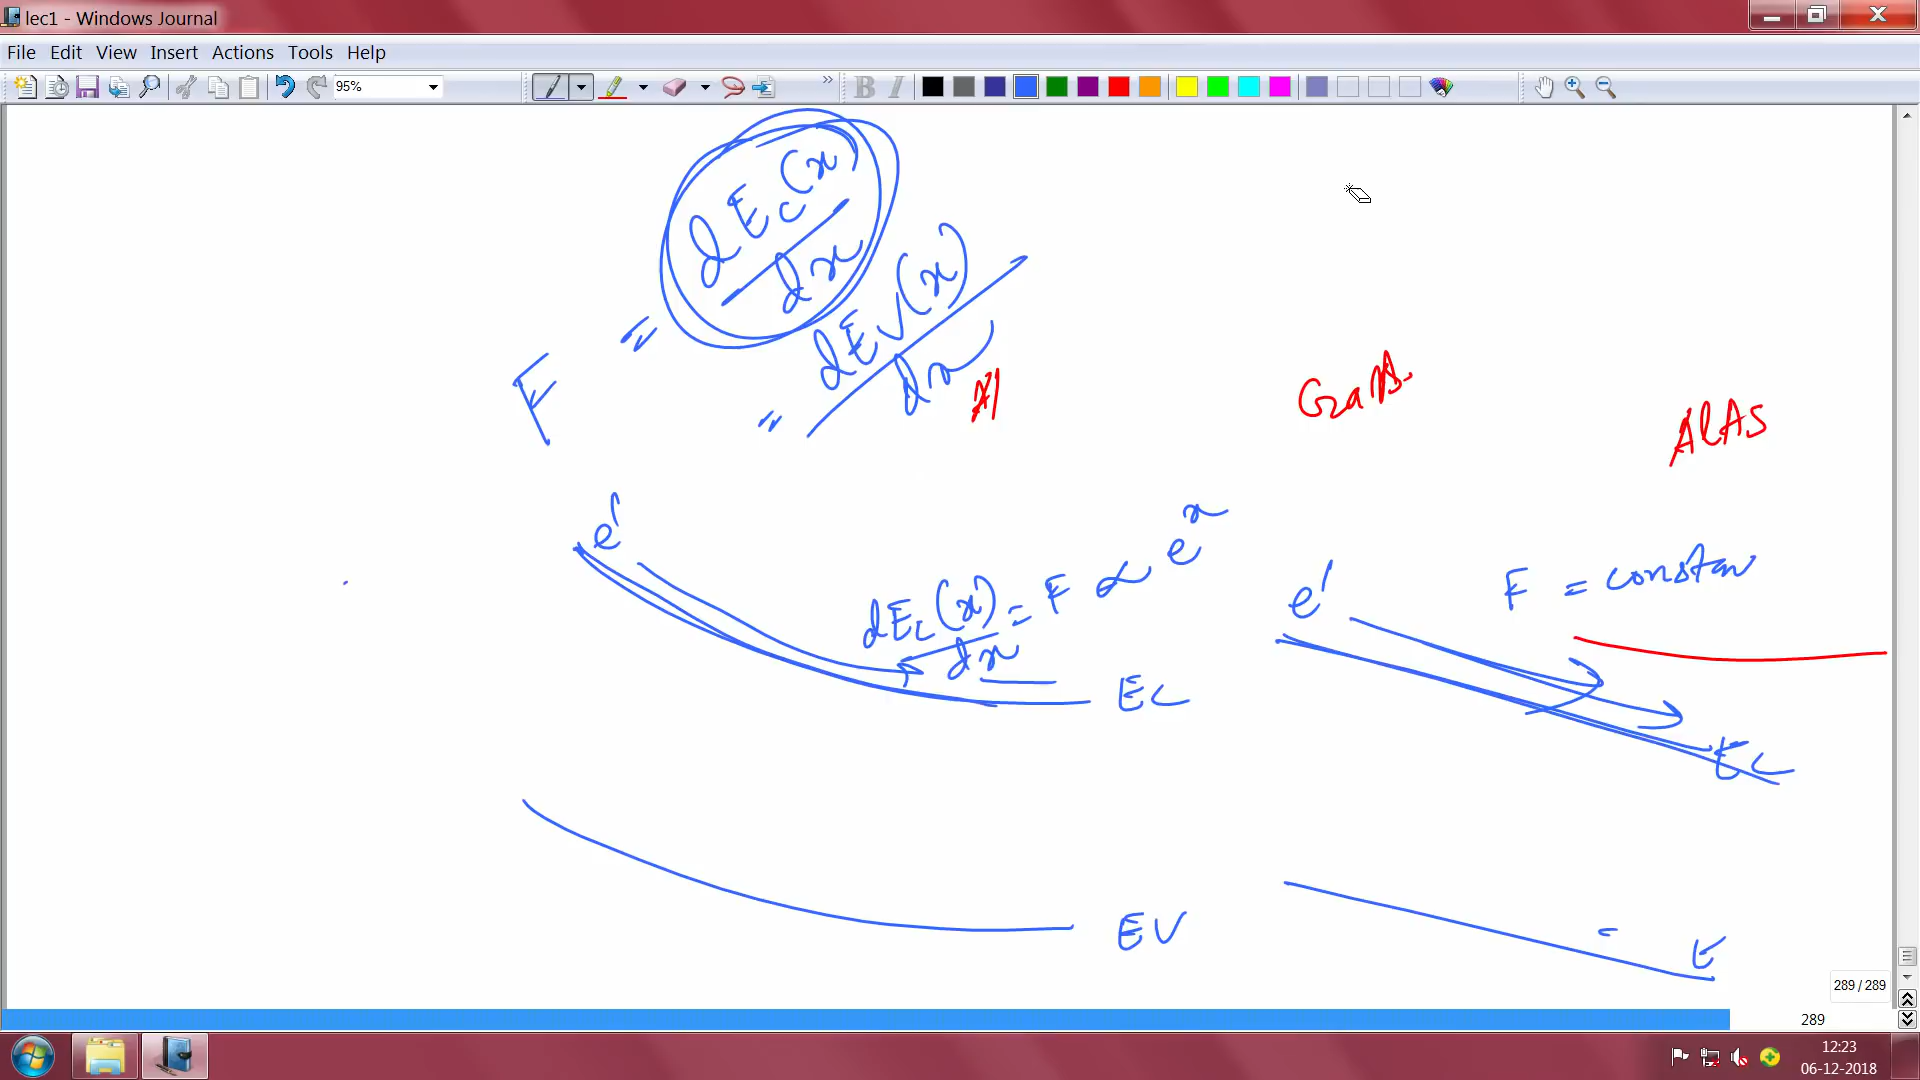 lec1 - Windows Journal
File Edit View Insert Actions Tools Help
95%
B I
F = dEc(x)/dx
= dEv(x)/dx
GaAs
AlAs
e'
dEc(x)/dx = F ∝ e^x
EC
EV
e'
F = constan
EC
E
289 / 289
289
12:23
06-12-2018